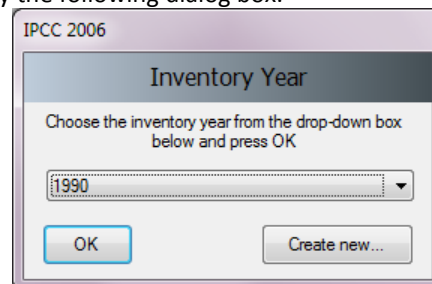 y the following dialog box.
IPCC 2006
Inventory Year
Choose the inventory year from the drop-down box
below and press OK
1990
OK
Create new...